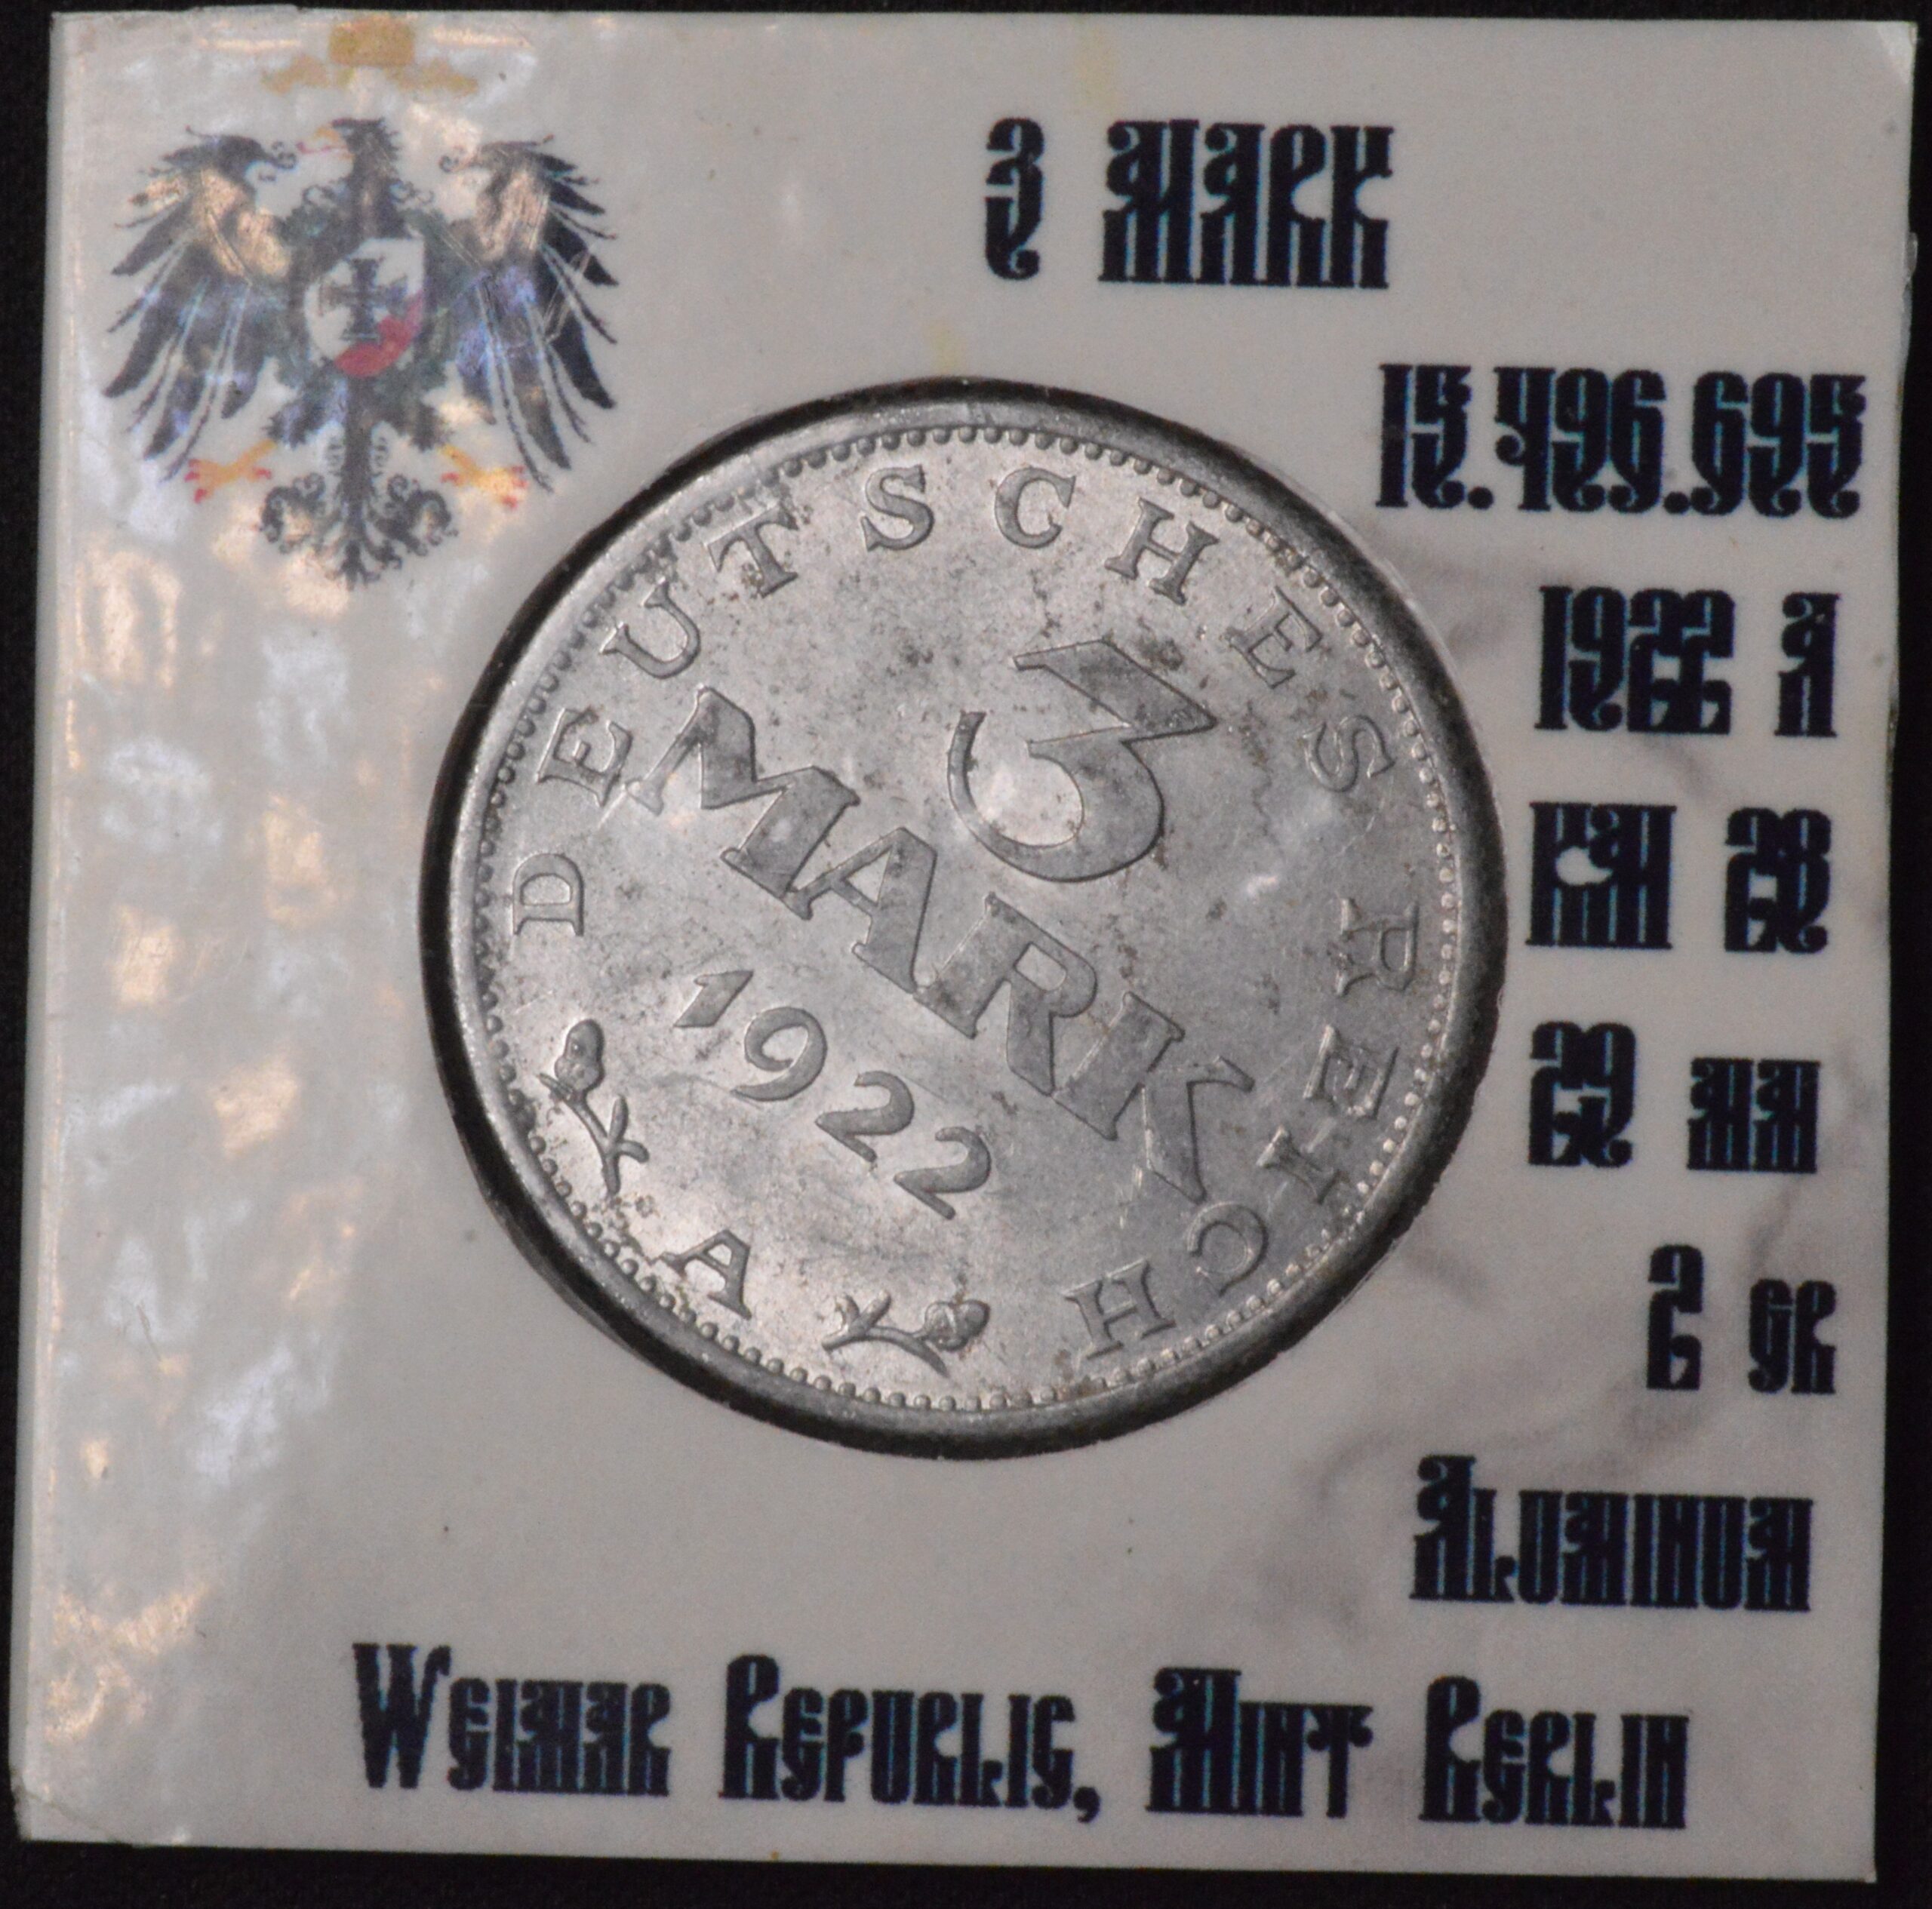 3 MARK
15.496.695
1922 A
KM 28
29 MM
2 GR
ALUMINUM
WEIMAR REPUBLIC, MINT BERLIN
DEUTSCHES REICH
3
MARK
1922
A